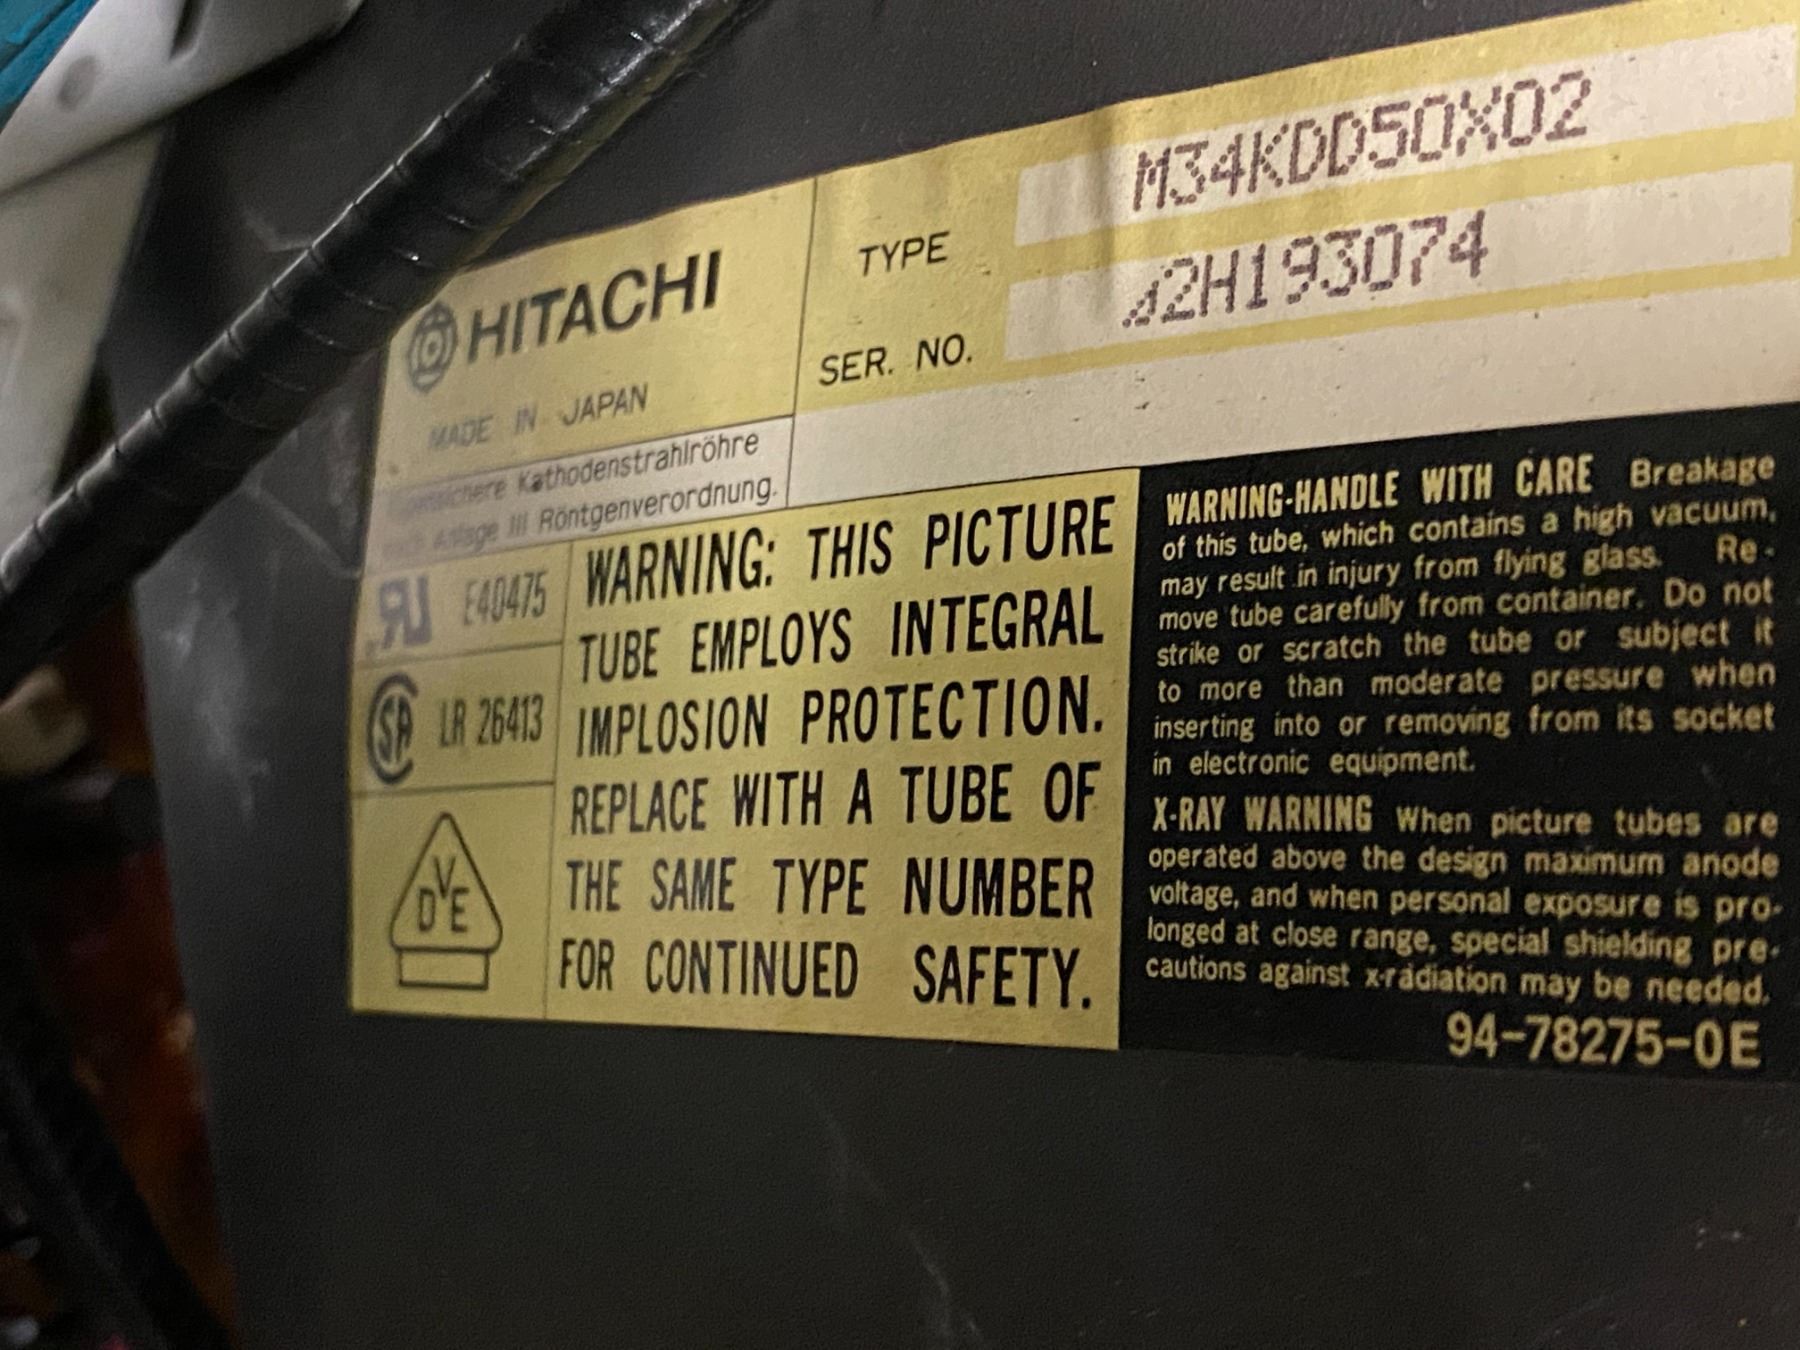 HITACHI
MADE IN JAPAN
TYPE M34KDD50X02
SER. NO. 42H193074
Kathodenstrahlröhre
nach Anlage III Röntgenverordnung.
E40475
LR 26413
VDE
WARNING: THIS PICTURE
TUBE EMPLOYS INTEGRAL
IMPLOSION PROTECTION.
REPLACE WITH A TUBE OF
THE SAME TYPE NUMBER
FOR CONTINUED SAFETY.
WARNING-HANDLE WITH CARE Breakage
of this tube, which contains a high vacuum,
may result in injury from flying glass. Re-
move tube carefully from container. Do not
strike or scratch the tube or subject it
to more than moderate pressure when
inserting into or removing from its socket
in electronic equipment.
X-RAY WARNING When picture tubes are
operated above the design maximum anode
voltage, and when personal exposure is pro-
longed at close range, special shielding pre-
cautions against x-radiation may be needed.
94-78275-0E